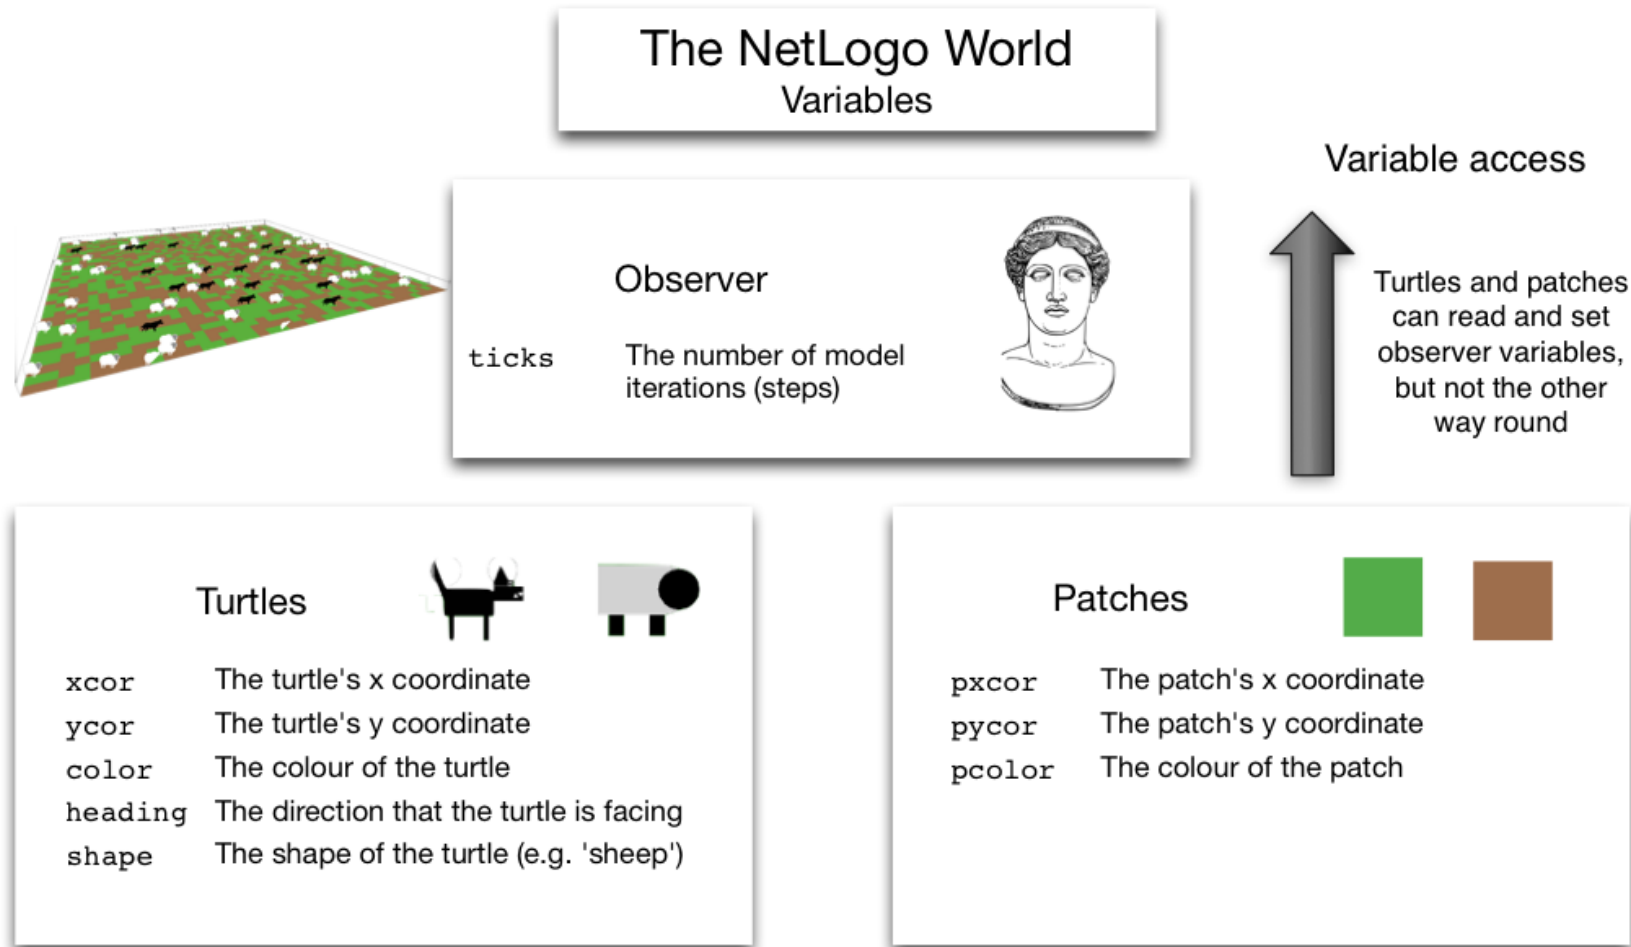 The NetLogo World
Variables
Variable access
Observer
ticks The number of model
iterations (steps)
Turtles and patches
can read and set
observer variables,
but not the other
way round
Turtles
xcor The turtle's x coordinate
ycor The turtle's y coordinate
color The colour of the turtle
heading The direction that the turtle is facing
shape The shape of the turtle (e.g. 'sheep')
Patches
pxcor The patch's x coordinate
pycor The patch's y coordinate
pcolor The colour of the patch